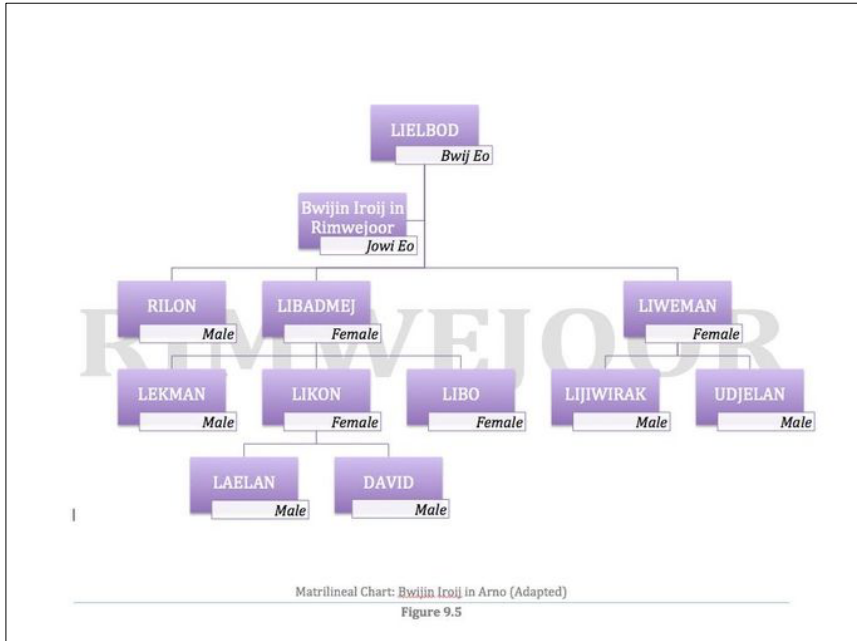 LIELBOD
Bwij Eo
Bwijin Iroij in
Rimwejoor
Jowi Eo
RIMWEJOOR
RILON
Male
LIBADMEJ
Female
LIWEMAN
Female
LEKMAN
Male
LIKON
Female
LIBO
Female
LIJIWIRAK
Male
UDJELAN
Male
LAELAN
Male
DAVID
Male
Matrilineal Chart: Bwijin Iroij in Arno (Adapted)
Figure 9.5